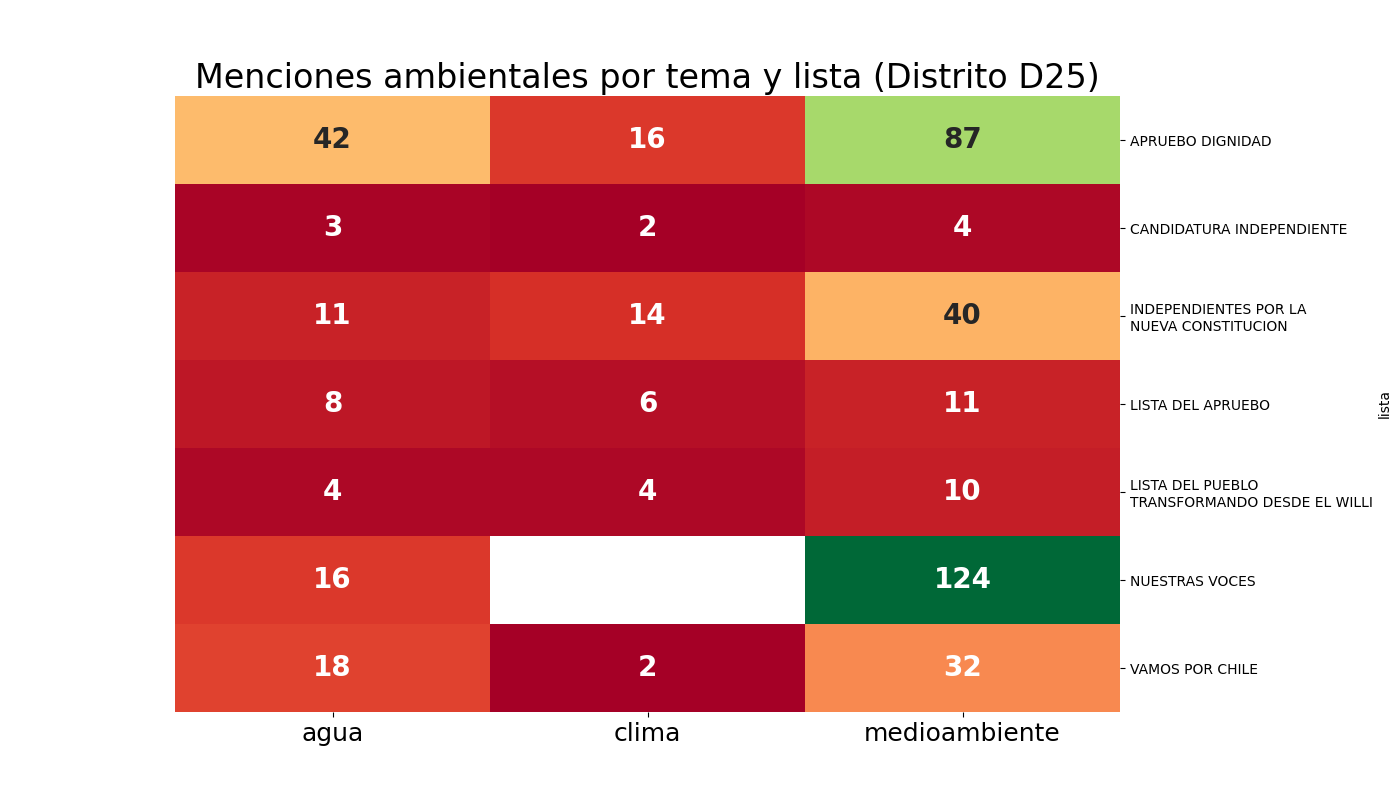 Menciones ambientales por tema y lista (Distrito D25)
42 16 87 APRUEBO DIGNIDAD
3 2 4 CANDIDATURA INDEPENDIENTE
11 14 40 INDEPENDIENTES POR LA
NUEVA CONSTITUCION
8 6 11 LISTA DEL APRUEBO
4 4 10 LISTA DEL PUEBLO
TRANSFORMANDO DESDE EL WILLI
16 124 NUESTRAS VOCES
18 2 32 VAMOS POR CHILE
lista
agua clima medioambiente